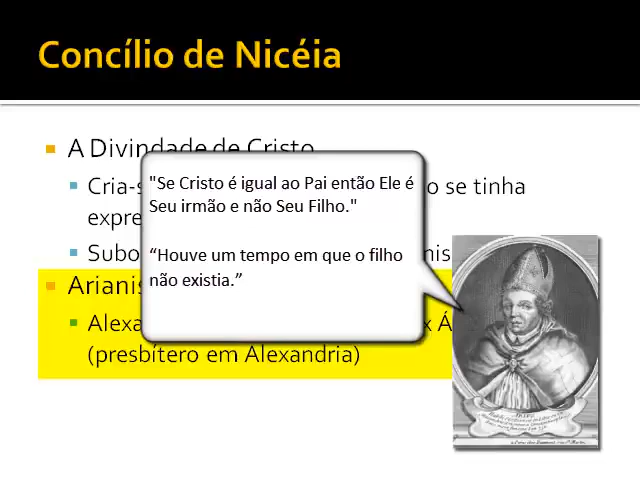 Concílio de Nicéia
A Divindade de Cristo
Cria-
o se tinha
expre
Subo
nis
Arianis
Alexa
x Á
(presbítero em Alexandria)
"Se Cristo é igual ao Pai então Ele é
Seu irmão e não Seu Filho."
“Houve um tempo em que o filho
não existia.”